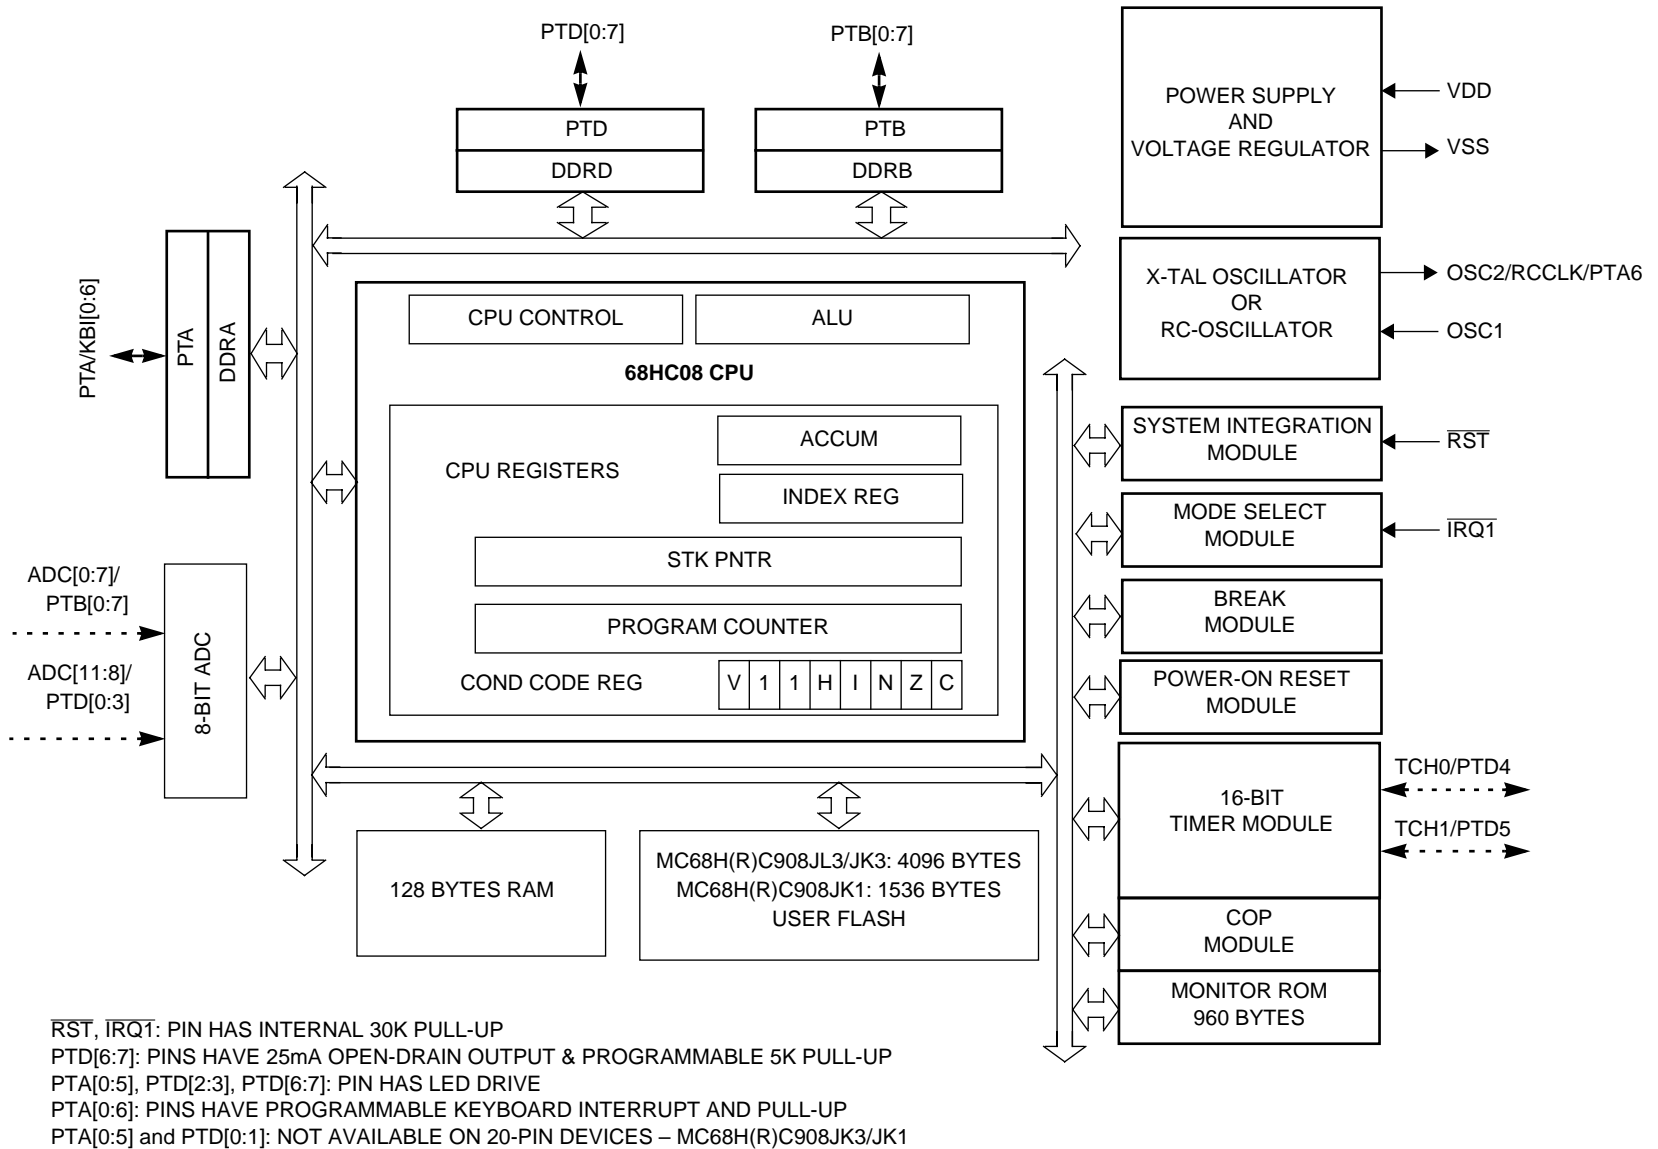 PTD[0:7]
PTB[0:7]
PTD
DDRD
PTB
DDRB
POWER SUPPLY
AND
VOLTAGE REGULATOR
VDD
VSS
PTA/KBI[0:6]
PTA
DDRA
X-TAL OSCILLATOR
OR
RC-OSCILLATOR
OSC2/RCCLK/PTA6
OSC1
CPU CONTROL
ALU
68HC08 CPU
CPU REGISTERS
ACCUM
INDEX REG
STK PNTR
PROGRAM COUNTER
COND CODE REG
V 1 1 H I N Z C
SYSTEM INTEGRATION
MODULE
RST
MODE SELECT
MODULE
IRQ1
BREAK
MODULE
POWER-ON RESET
MODULE
ADC[0:7]/
PTB[0:7]
ADC[11:8]/
PTD[0:3]
8-BIT ADC
16-BIT
TIMER MODULE
TCH0/PTD4
TCH1/PTD5
128 BYTES RAM
MC68H(R)C908JL3/JK3: 4096 BYTES
MC68H(R)C908JK1: 1536 BYTES
USER FLASH
COP
MODULE
MONITOR ROM
960 BYTES
RST, IRQ1: PIN HAS INTERNAL 30K PULL-UP
PTD[6:7]: PINS HAVE 25mA OPEN-DRAIN OUTPUT & PROGRAMMABLE 5K PULL-UP
PTA[0:5], PTD[2:3], PTD[6:7]: PIN HAS LED DRIVE
PTA[0:6]: PINS HAVE PROGRAMMABLE KEYBOARD INTERRUPT AND PULL-UP
PTA[0:5] and PTD[0:1]: NOT AVAILABLE ON 20-PIN DEVICES – MC68H(R)C908JK3/JK1